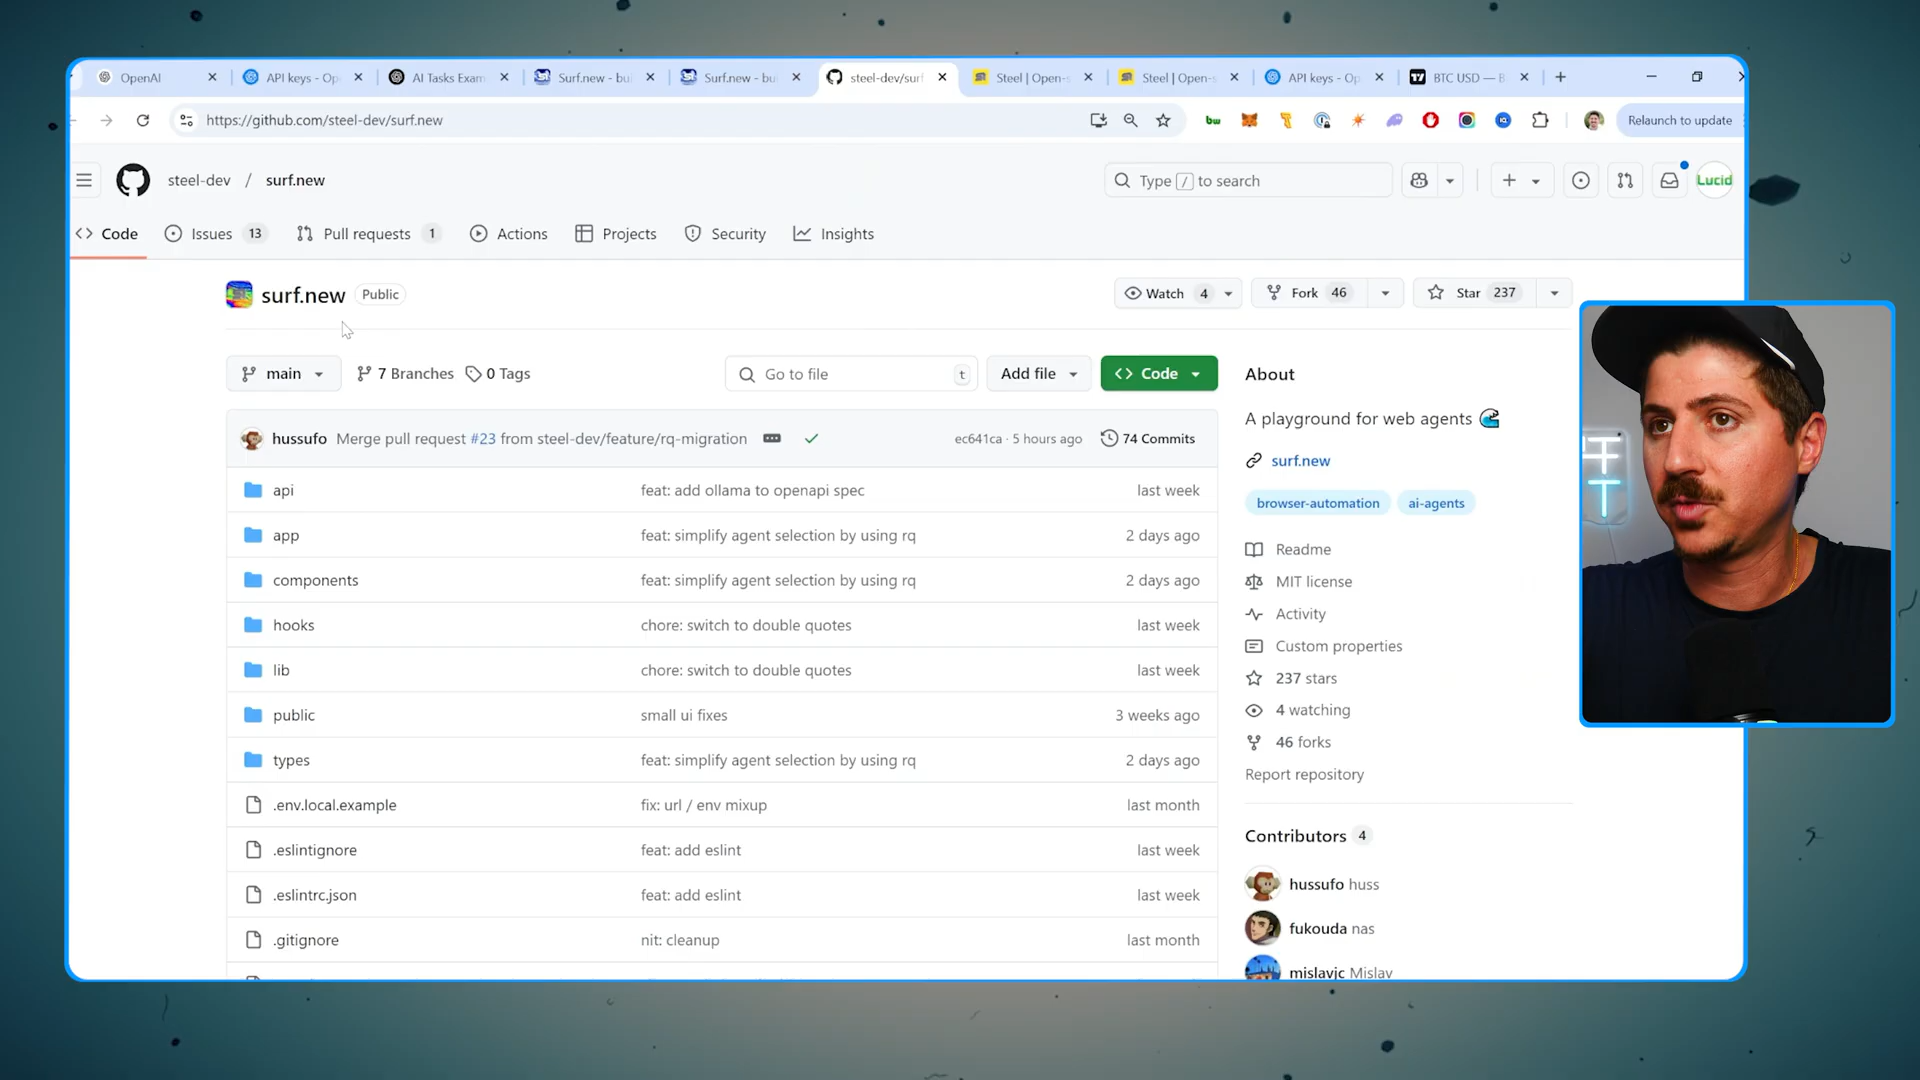 OpenAI
API keys - Op
AI Tasks Exam
Surf.new - bu
Surf.new - bu
steel-dev/surf
Steel | Open-s
Steel | Open-s
API keys - Op
BTC USD — B
https://github.com/steel-dev/surf.new
Relaunch to update
steel-dev / surf.new
Type / to search
Lucid
Code
Issues 13
Pull requests 1
Actions
Projects
Security
Insights
surf.new Public
Watch 4
Fork 46
Star 237
main
7 Branches
0 Tags
Go to file t
Add file
Code
hussufo Merge pull request #23 from steel-dev/feature/rq-migration
ec641ca · 5 hours ago
74 Commits
api feat: add ollama to openapi spec last week
app feat: simplify agent selection by using rq 2 days ago
components feat: simplify agent selection by using rq 2 days ago
hooks chore: switch to double quotes last week
lib chore: switch to double quotes last week
public small ui fixes 3 weeks ago
types feat: simplify agent selection by using rq 2 days ago
.env.local.example fix: url / env mixup last month
.eslintignore feat: add eslint last week
.eslintrc.json feat: add eslint last week
.gitignore nit: cleanup last month
About
A playground for web agents
surf.new
browser-automation ai-agents
Readme
MIT license
Activity
Custom properties
237 stars
4 watching
46 forks
Report repository
Contributors 4
hussufo huss
fukouda nas
mislavjc Mislav